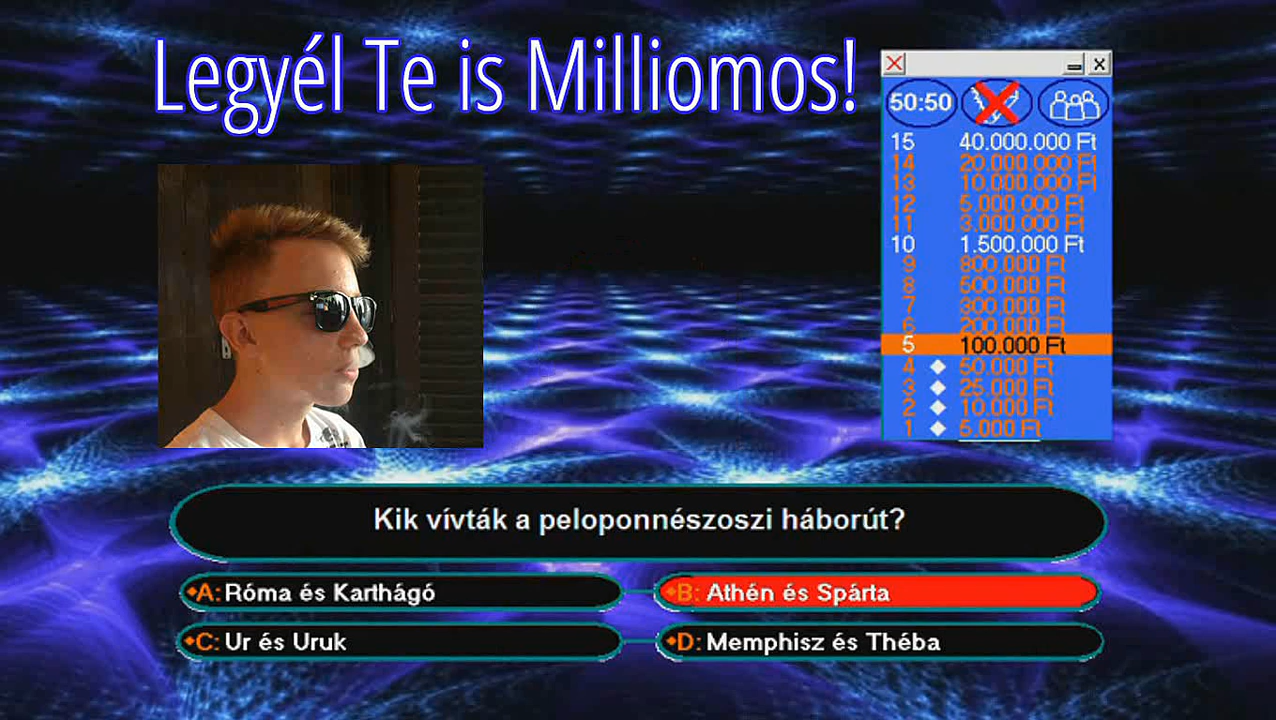 Legyél Te is Milliomos!
50:50
15 40.000.000 Ft
14 20.000.000 Ft
13 10.000.000 Ft
12 5.000.000 Ft
11 3.000.000 Ft
10 1.500.000 Ft
9 800.000 Ft
8 500.000 Ft
7 300.000 Ft
6 200.000 Ft
5 100.000 Ft
4 50.000 Ft
3 25.000 Ft
2 10.000 Ft
1 5.000 Ft
Kik vívták a peloponnészoszi háborút?
A: Róma és Karthágó
B: Athén és Spárta
C: Ur és Uruk
D: Memphisz és Théba